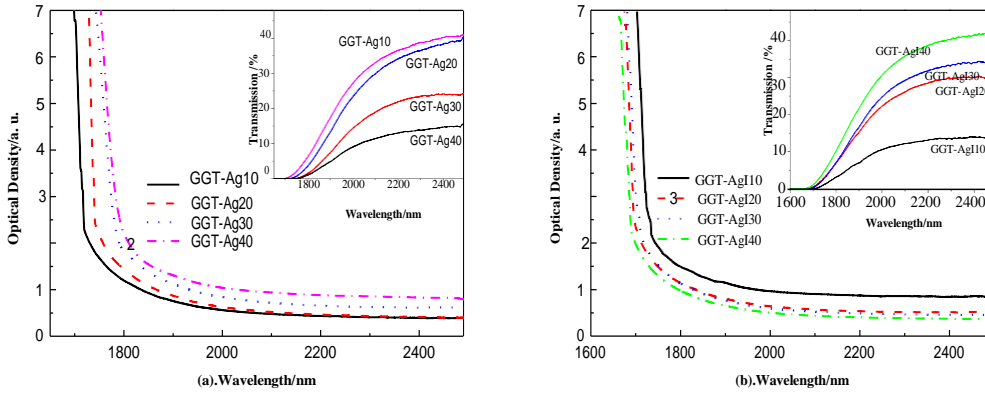 7
6
5
4
3
2
1
0
Optical Density/a. u.
1800
2000
2200
2400
(a).Wavelength/nm
GGT-Ag10
GGT-Ag20
GGT-Ag30
GGT-Ag40
2
40
30
20
10
0
Transmission /%
1800
2000
2200
2400
Wavelength/nm
GGT-Ag10
GGT-Ag20
GGT-Ag30
GGT-Ag40
7
6
5
4
3
2
1
0
Optical Density/a. u.
1600
1800
2000
2200
2400
(b).Wavelength/nm
GGT-AgI10
GGT-AgI20
GGT-AgI30
GGT-AgI40
3
40
30
20
10
0
Transmission /%
1600
1800
2000
2200
2400
Wavelength/nm
GGT-AgI40
GGT-AgI30
GGT-AgI20
GGT-AgI10